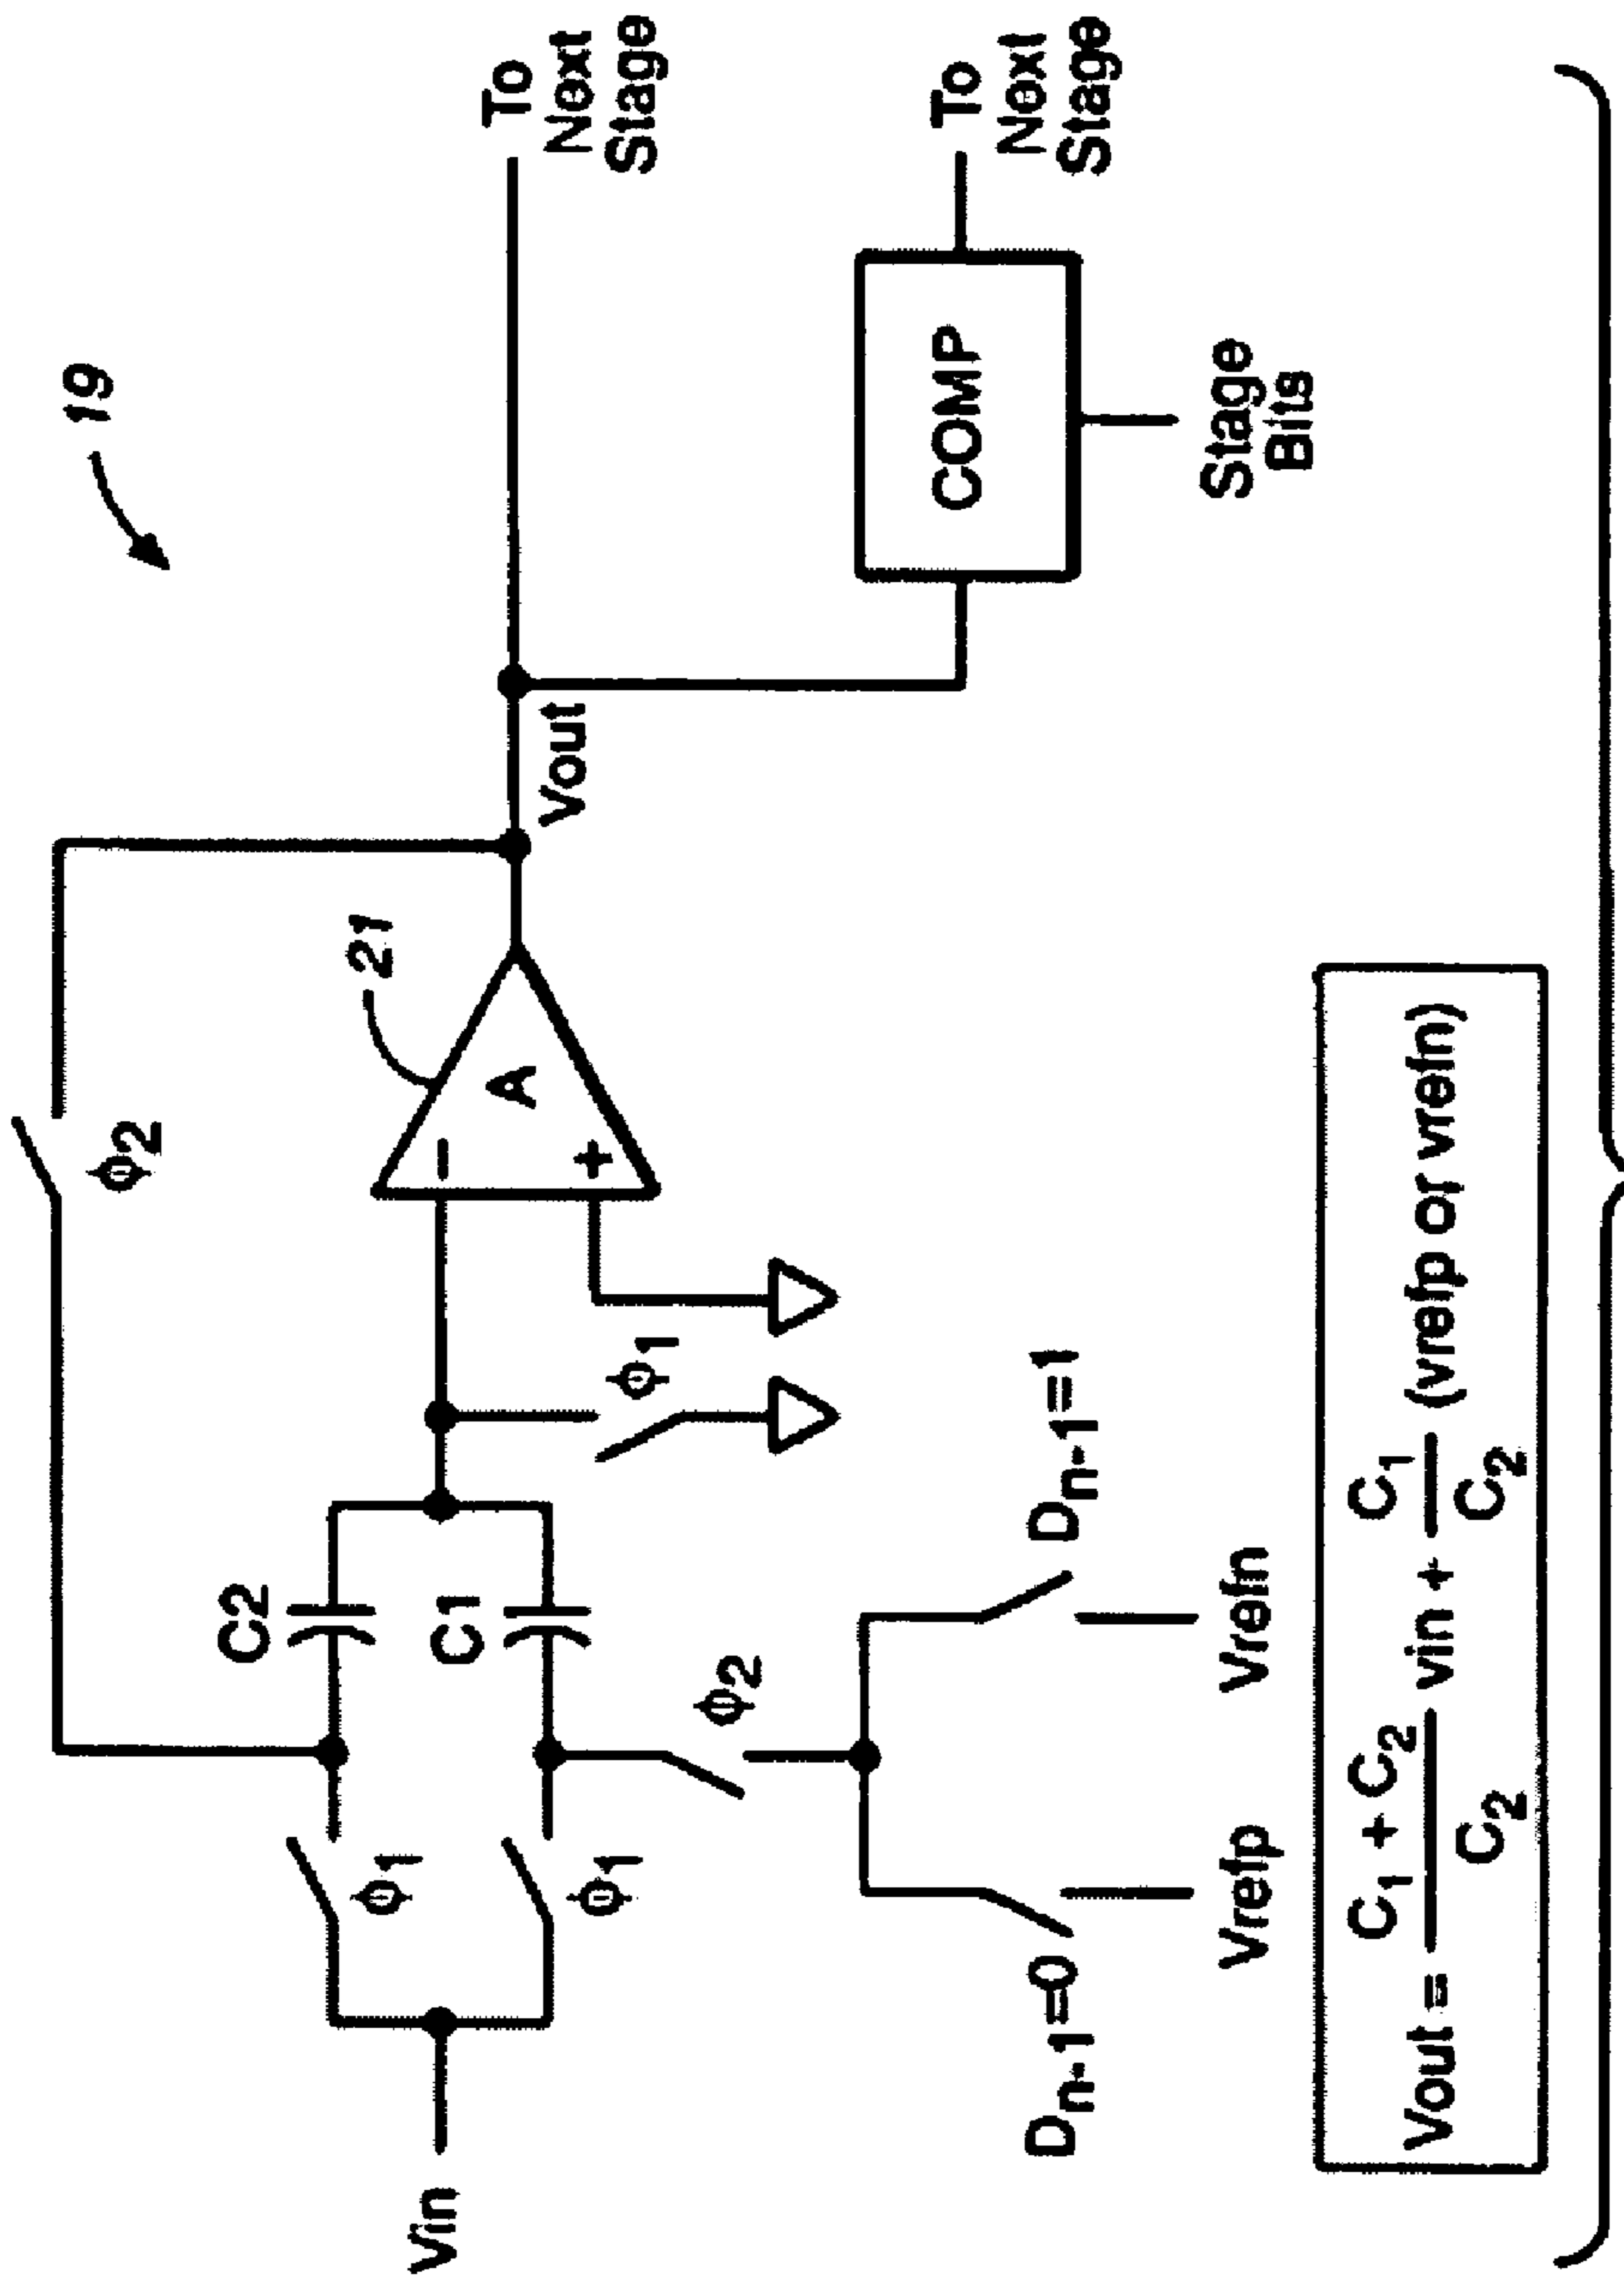 19
ϕ2
To
Next
Stage
21
C2
A
−
+
Vout
Vin
ϕ1
C1
ϕ1
ϕ1
ϕ2
COMP
To
Next
Stage
Stage
Bits
Dn-1=0
Dn-1=1
Vrefp
Vrefn
Vout = C1 + C2 / C2 vin + C1 / C2 (vrefp or vrefn)